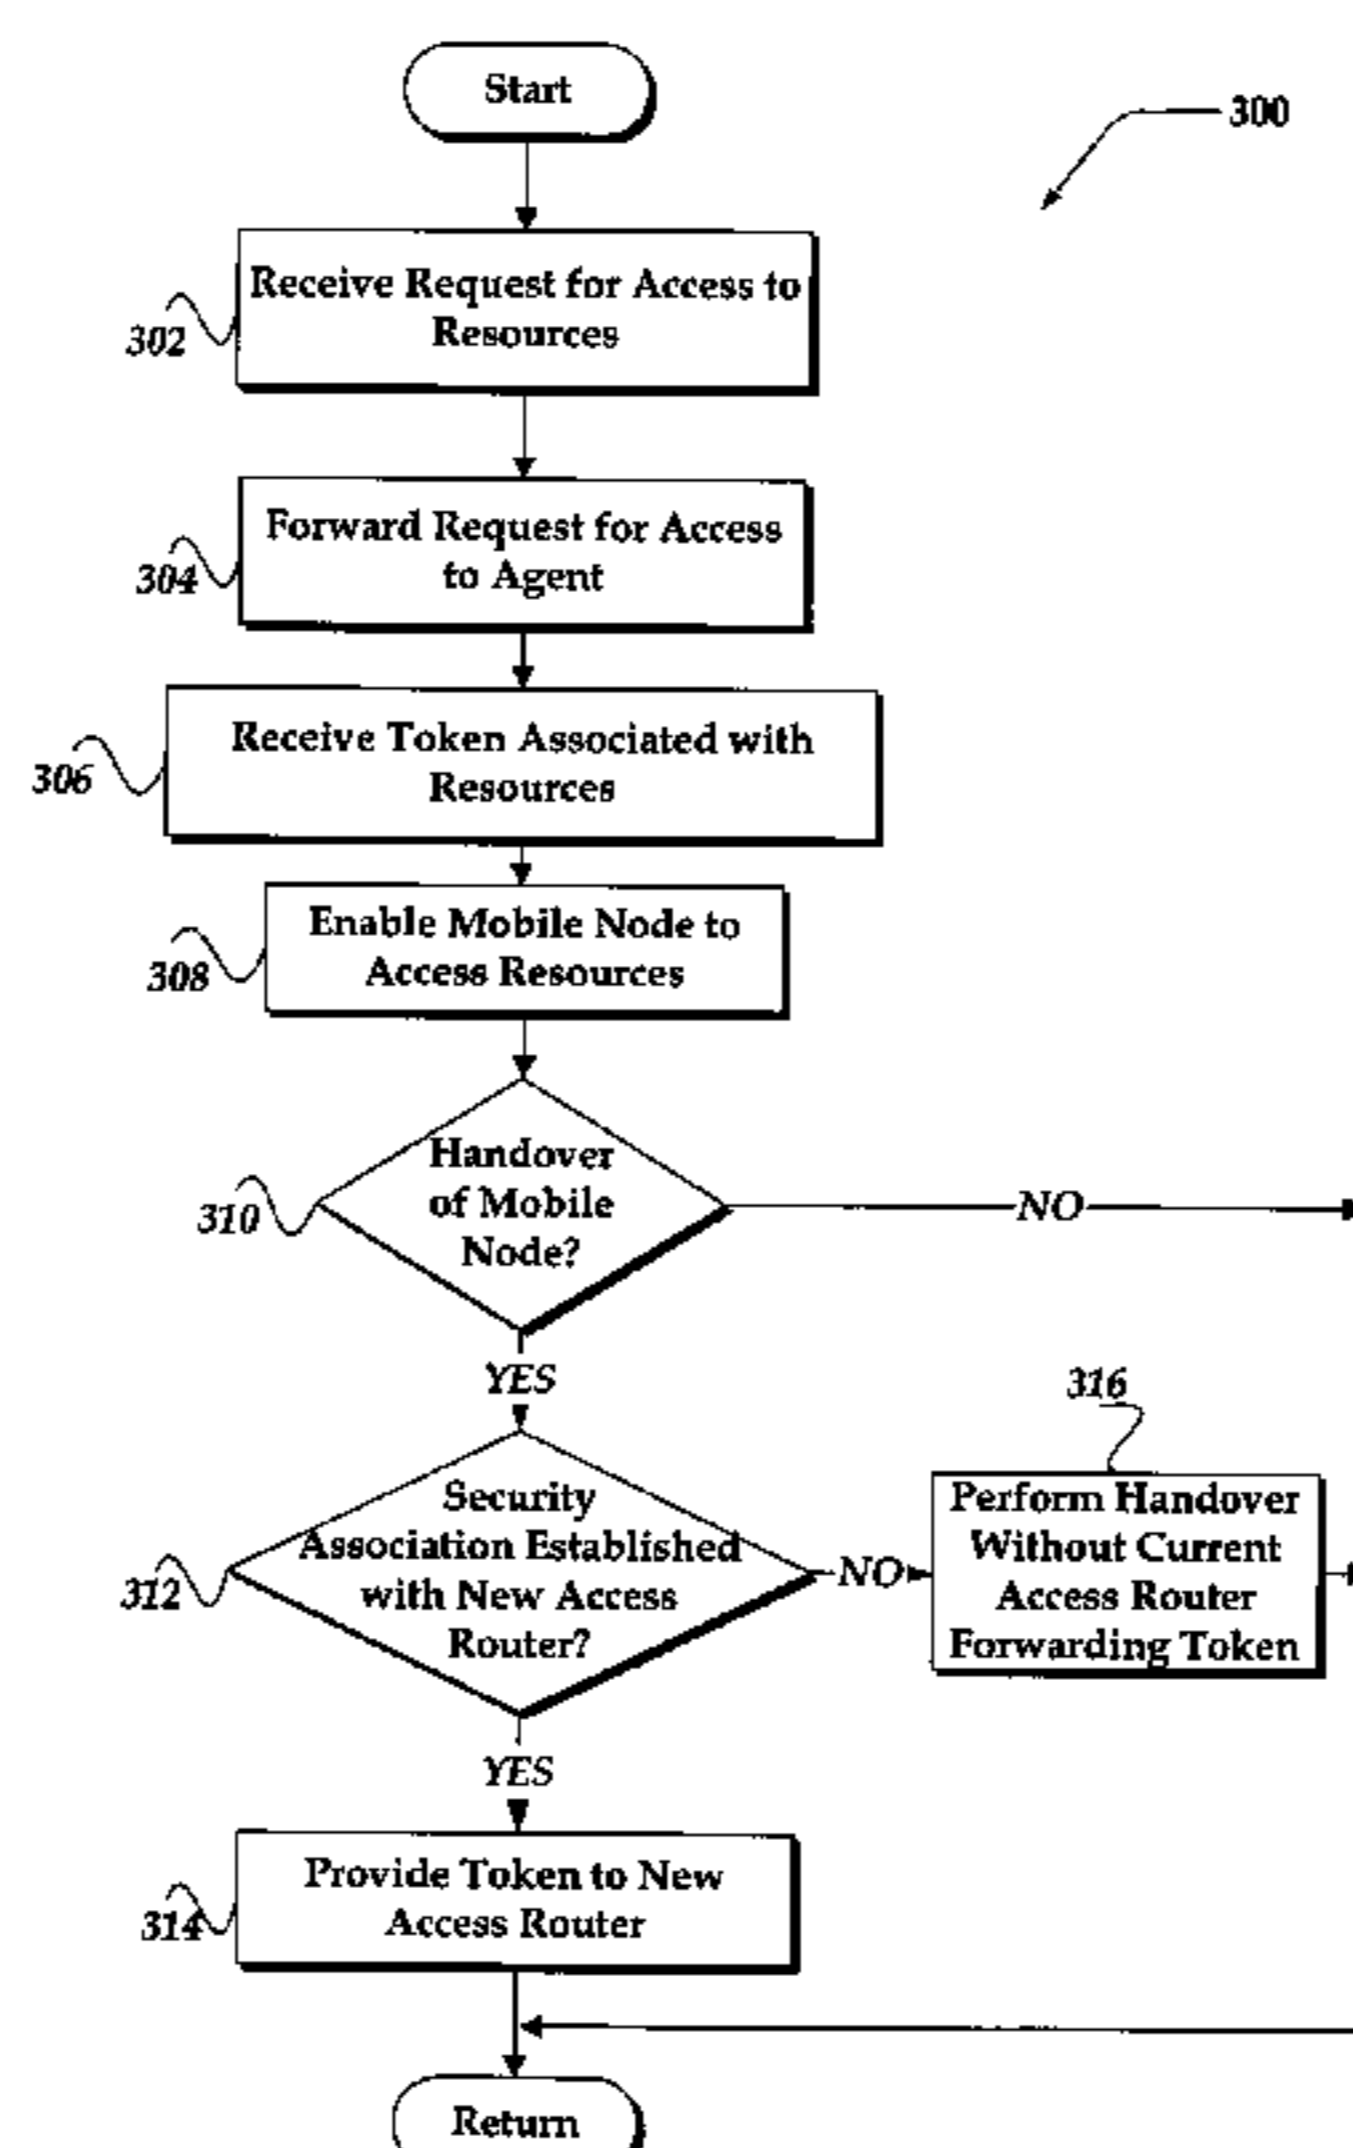 Start
300
Receive Request for Access to
Resources
302
Forward Request for Access
to Agent
304
Receive Token Associated with
Resources
306
Enable Mobile Node to
Access Resources
308
Handover
of Mobile
Node?
310
NO
YES
316
Security
Association Established
with New Access
Router?
312
NO
Perform Handover
Without Current
Access Router
Forwarding Token
YES
Provide Token to New
Access Router
314
Return